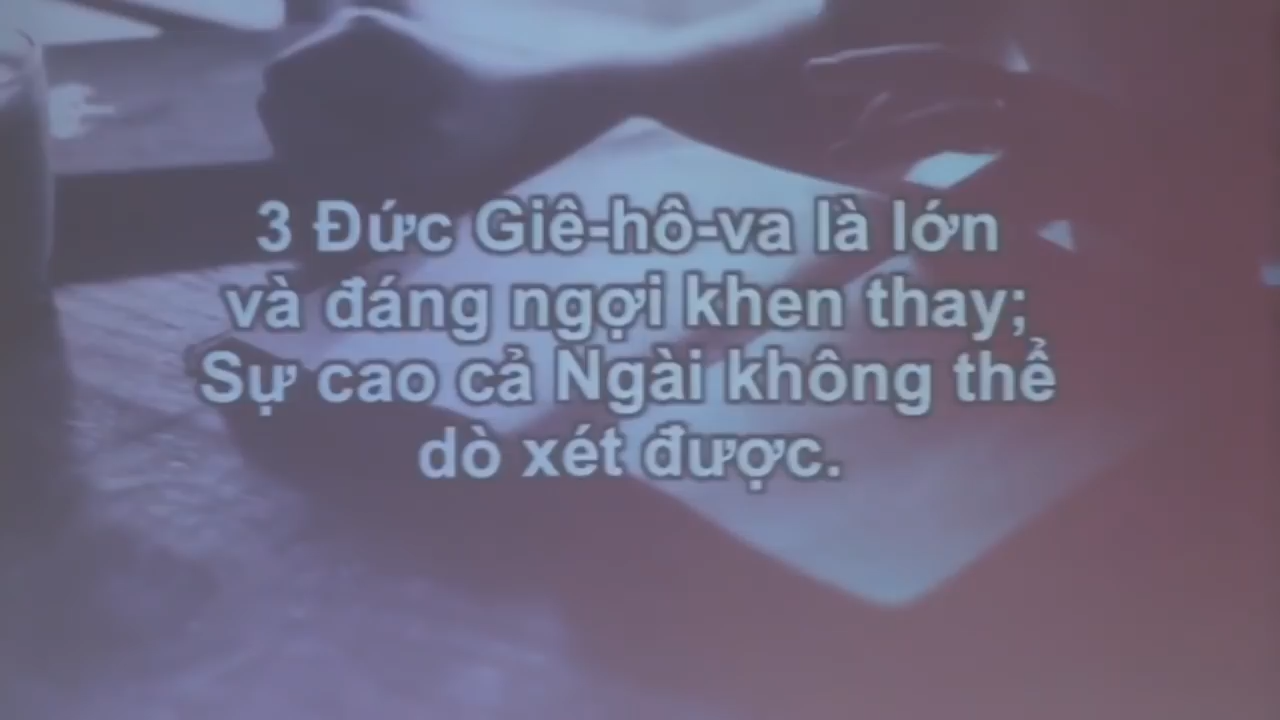 3 Đức Giê-hô-va là lớn
và đáng ngợi khen thay;
Sự cao cả Ngài không thể
dò xét được.